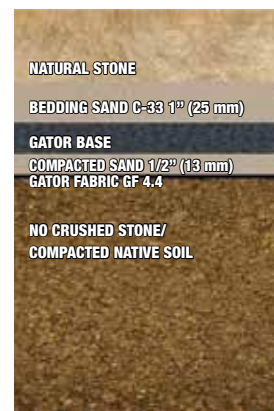 NATURAL STONE
BEDDING SAND C-33 1” (25 mm)
GATOR BASE
COMPACTED SAND 1/2” (13 mm)
GATOR FABRIC GF 4.4
NO CRUSHED STONE/
COMPACTED NATIVE SOIL